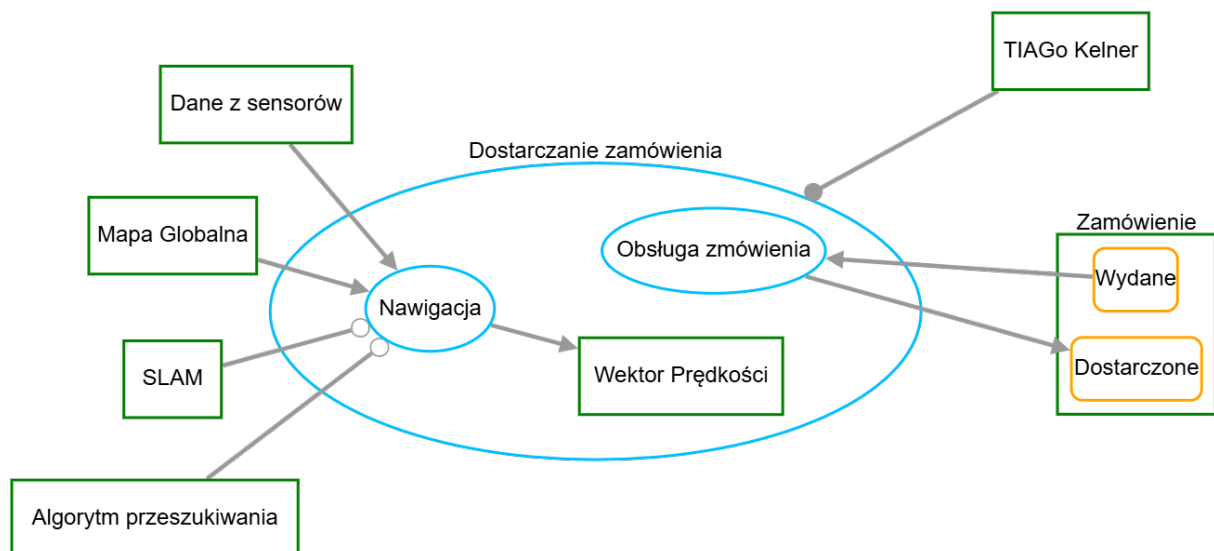 TIAGo Kelner
Dane z sensorów
Dostarczanie zamówienia
Mapa Globalna
Obsługa zmówienia
Zamówienie
Wydane
Nawigacja
SLAM
Wektor Prędkości
Dostarczone
Algorytm przeszukiwania